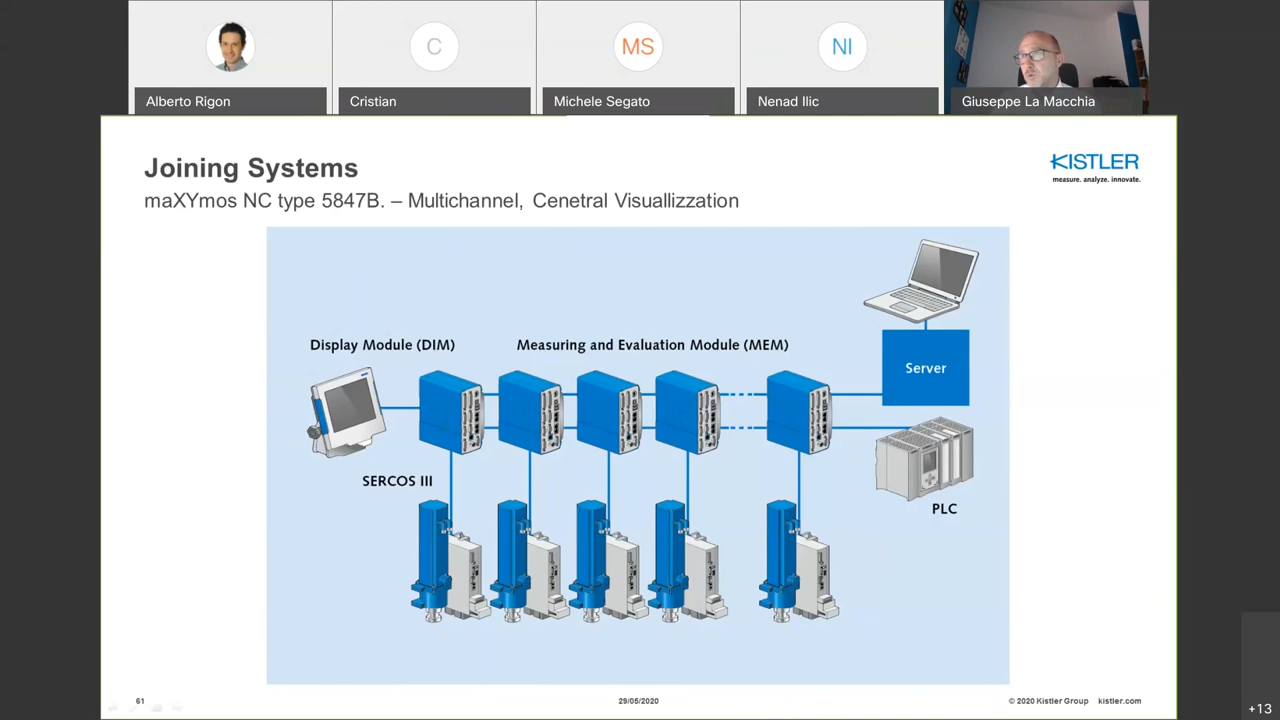 C
MS
NI
Alberto Rigon
Cristian
Michele Segato
Nenad Ilic
Giuseppe La Macchia
Joining Systems
KISTLER
measure. analyze. innovate.
maXYmos NC type 5847B. – Multichannel, Cenetral Visuallizzation
Display Module (DIM)
Measuring and Evaluation Module (MEM)
Server
SERCOS III
PLC
61
29/05/2020
© 2020 Kistler Group
kistler.com
+13